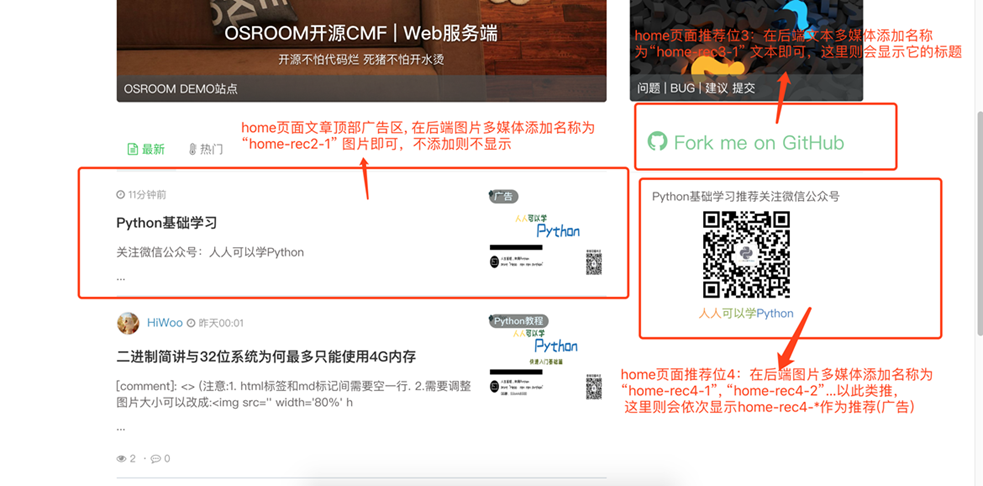 OSROOM开源CMF | Web服务端
开源不怕代码烂 死猪不怕开水烫
OSROOM DEMO站点
home页面推荐位3：在后端文本多媒体添加名称
为“home-rec3-1” 文本即可，这里则会显示它的标题
问题 | BUG | 建议 提交
home页面文章顶部广告区, 在后端图片多媒体添加名称为
“home-rec2-1” 图片即可，不添加则不显示
最新 热门
Fork me on GitHub
11分钟前
Python基础学习
关注微信公众号：人人可以学Python
...
广告
人人可以学
Python
Python基础学习推荐关注微信公众号
人人可以学Python
HiWoo 昨天00:01
二进制简讲与32位系统为何最多只能使用4G内存
[comment]: <> (注意:1. html标签和md标记间需要空一行. 2.需要调整
图片大小可以改成:<img src='' width='80%' h
...
2 · 0
Python教程
人人可以学
Python
快速入门基础篇
home页面推荐位4：在后端图片多媒体添加名称为
“home-rec4-1”, “home-rec4-2”...以此类推，
这里则会依次显示home-rec4-*作为推荐(广告)